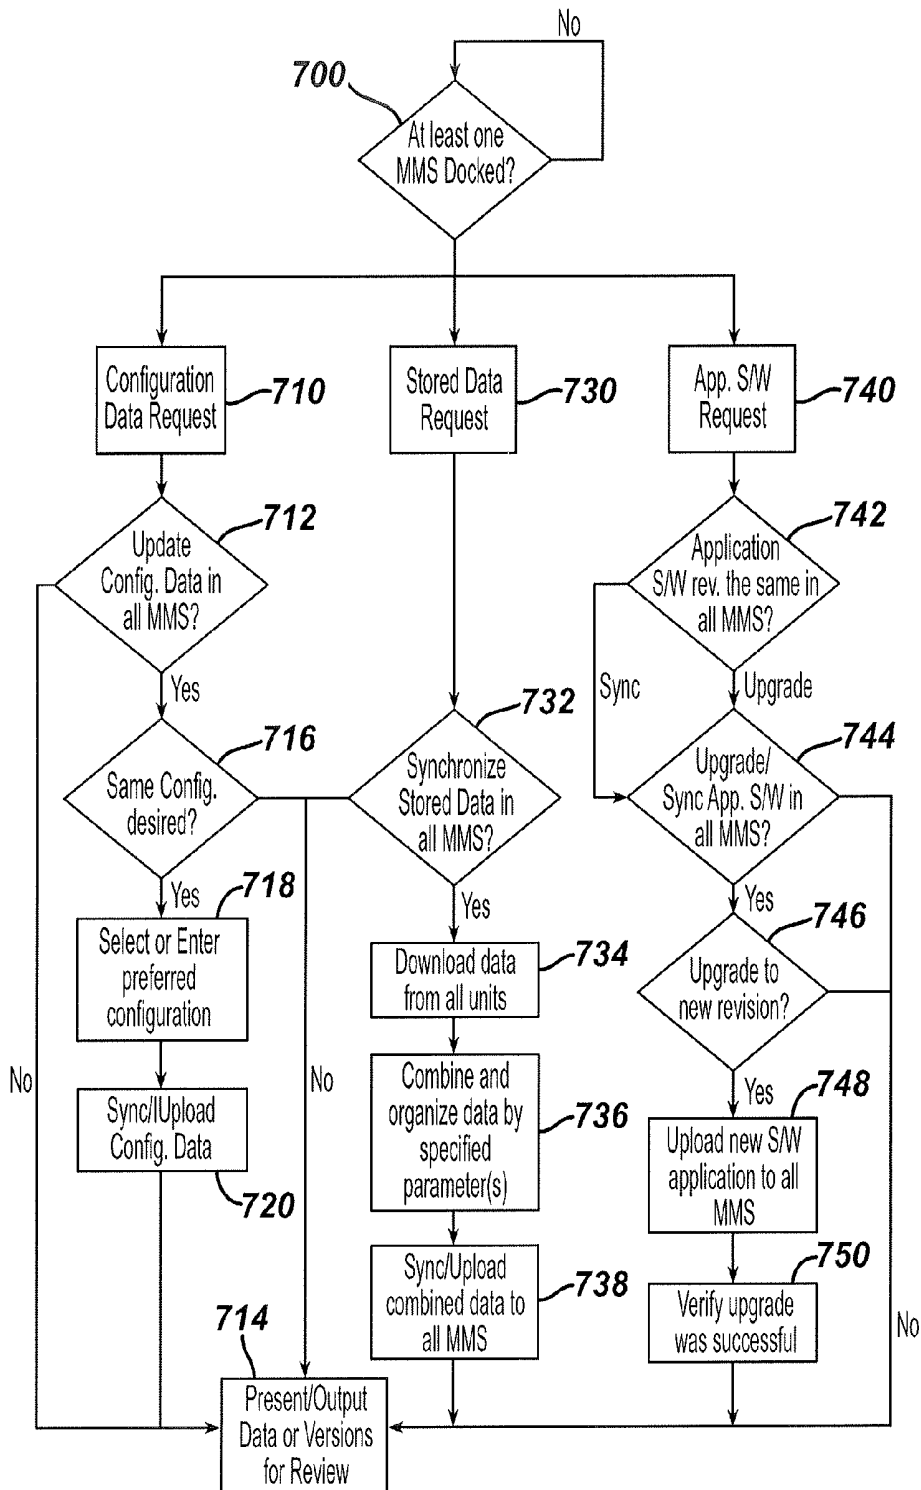 No
700
At least one
MMS Docked?
Configuration
Data Request
710
Stored Data
Request
730
App. S/W
Request
740
712
Update
Config. Data in
all MMS?
742
Application
S/W rev. the same in
all MMS?
Yes
Sync
Upgrade
716
Same Config.
desired?
732
Synchronize
Stored Data in
all MMS?
744
Upgrade/
Sync App. S/W in
all MMS?
Yes
718
Select or Enter
preferred
configuration
Yes
734
Download data
from all units
Yes
746
Upgrade to
new revision?
No
No
Sync/IUpload
Config. Data
720
Combine and
organize data by
specified
parameter(s)
736
Yes
748
Upload new S/W
application to all
MMS
Sync/Upload
combined data to
all MMS
738
750
Verify upgrade
was successful
No
714
Present/Output
Data or Versions
for Review